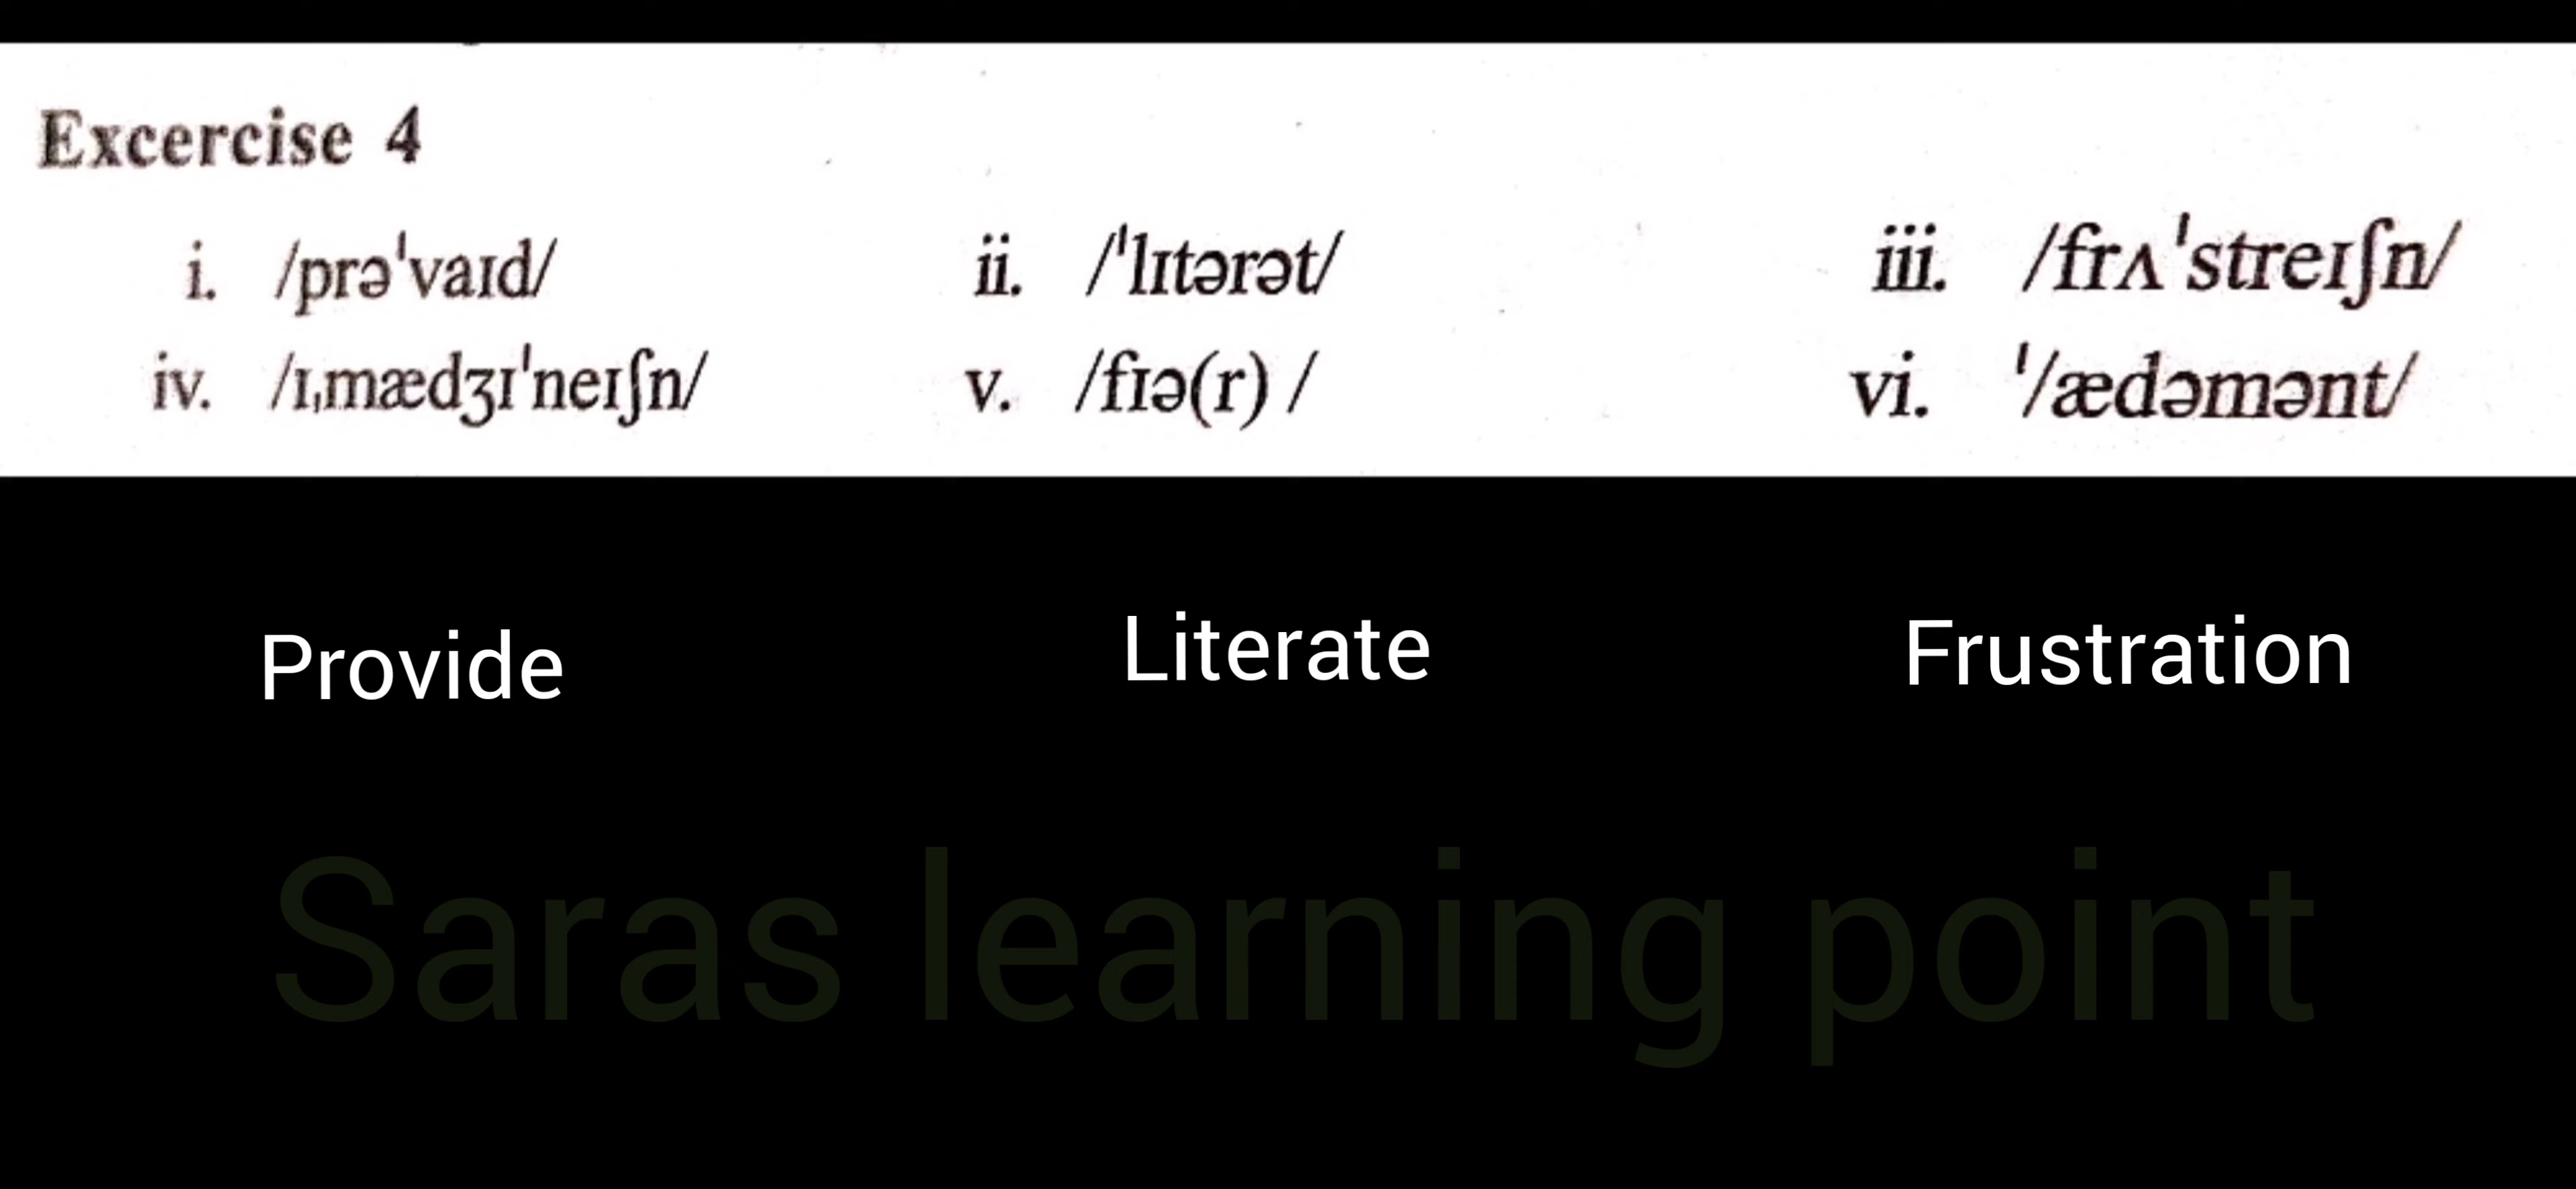 Excercise 4
i. /prəˈvaɪd/ ii. /ˈlɪtərət/ iii. /frʌˈstreɪʃn/
iv. /ɪˌmædʒɪˈneɪʃn/ v. /fɪə(r) / vi. ˈ/ædəmənt/
Provide Literate Frustration
Saras learning point